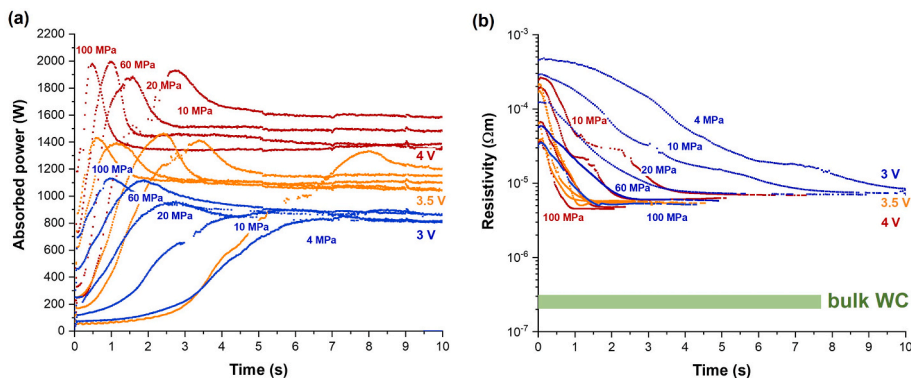 (a)
Absorbed power (W)
2200
2000
1800
1600
1400
1200
1000
800
600
400
200
0
100 MPa
60 MPa
20 MPa
10 MPa
4 V
100 MPa
60 MPa
20 MPa
10 MPa
4 MPa
3.5 V
3 V
0 1 2 3 4 5 6 7 8 9 10
Time (s)
(b)
Resistivity (Ωm)
10⁻³
10⁻⁴
10⁻⁵
10⁻⁶
10⁻⁷
4 MPa
10 MPa
10 MPa
20 MPa
60 MPa
100 MPa
100 MPa
3 V
3.5 V
4 V
bulk WC
0 1 2 3 4 5 6 7 8 9 10
Time (s)